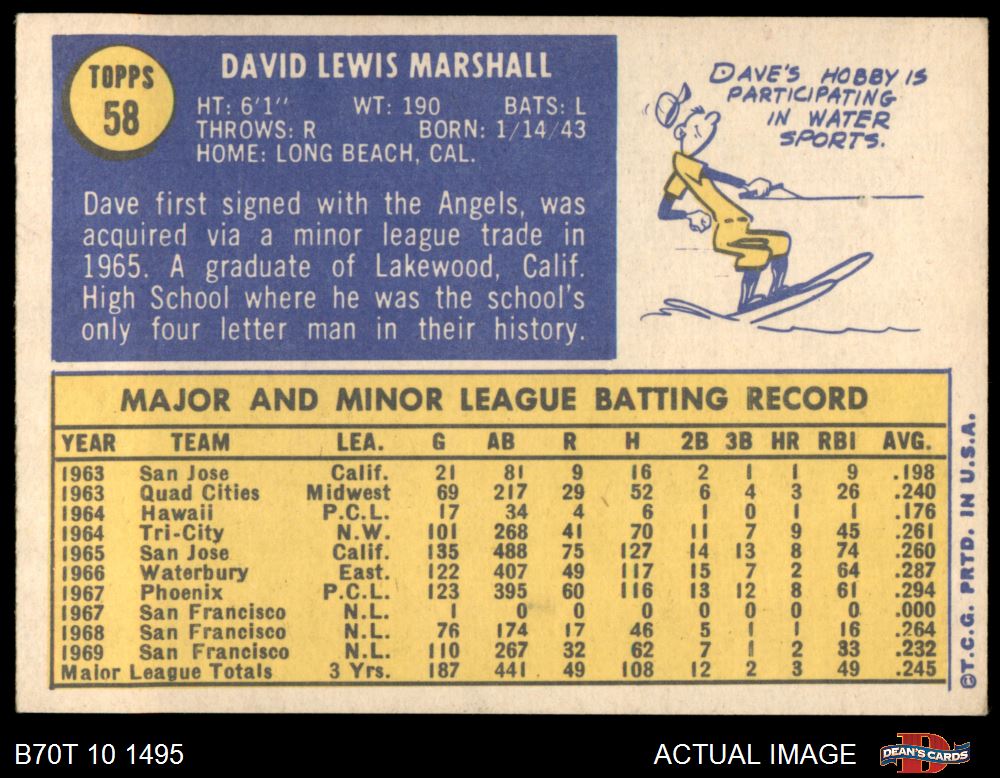 TOPPS
58
DAVID LEWIS MARSHALL
HT: 6'1" WT: 190 BATS: L
THROWS: R BORN: 1/14/43
HOME: LONG BEACH, CAL.
Dave first signed with the Angels, was
acquired via a minor league trade in
1965. A graduate of Lakewood, Calif.
High School where he was the school's
only four letter man in their history.
DAVE'S HOBBY IS
PARTICIPATING
IN WATER
SPORTS.
MAJOR AND MINOR LEAGUE BATTING RECORD
YEAR TEAM LEA. G AB R H 2B 3B HR RBI AVG.
1963 San Jose Calif. 21 81 9 16 2 1 1 9 .198
1963 Quad Cities Midwest 69 217 29 52 6 4 3 26 .240
1964 Hawaii P.C.L. 17 34 4 6 1 0 1 1 .176
1964 Tri-City N.W. 101 268 41 70 11 7 9 45 .261
1965 San Jose Calif. 135 488 75 127 14 13 8 74 .260
1966 Waterbury East. 122 407 49 117 15 7 2 64 .287
1967 Phoenix P.C.L. 123 395 60 116 13 12 8 61 .294
1967 San Francisco N.L. 1 0 0 0 0 0 0 0 .000
1968 San Francisco N.L. 76 174 17 46 5 1 1 16 .264
1969 San Francisco N.L. 110 267 32 62 7 1 2 33 .232
Major League Totals 3 Yrs. 187 441 49 108 12 2 3 49 .245
©T.C.G. PRTD. IN U.S.A.
B70T 10 1495
ACTUAL IMAGE
DEAN'S CARDS